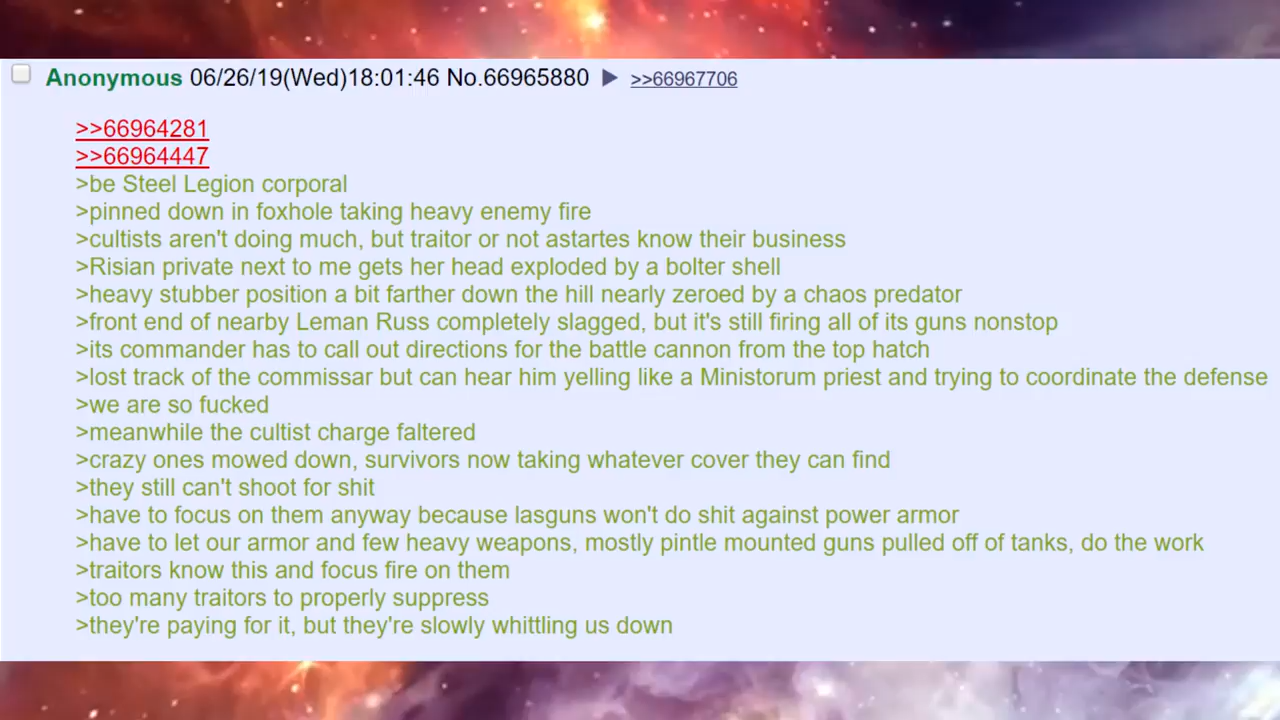 Anonymous 06/26/19(Wed)18:01:46 No.66965880 ▶ >>66967706
>>66964281
>>66964447
>be Steel Legion corporal
>pinned down in foxhole taking heavy enemy fire
>cultists aren't doing much, but traitor or not astartes know their business
>Risian private next to me gets her head exploded by a bolter shell
>heavy stubber position a bit farther down the hill nearly zeroed by a chaos predator
>front end of nearby Leman Russ completely slagged, but it's still firing all of its guns nonstop
>its commander has to call out directions for the battle cannon from the top hatch
>lost track of the commissar but can hear him yelling like a Ministorum priest and trying to coordinate the defense
>we are so fucked
>meanwhile the cultist charge faltered
>crazy ones mowed down, survivors now taking whatever cover they can find
>they still can't shoot for shit
>have to focus on them anyway because lasguns won't do shit against power armor
>have to let our armor and few heavy weapons, mostly pintle mounted guns pulled off of tanks, do the work
>traitors know this and focus fire on them
>too many traitors to properly suppress
>they're paying for it, but they're slowly whittling us down